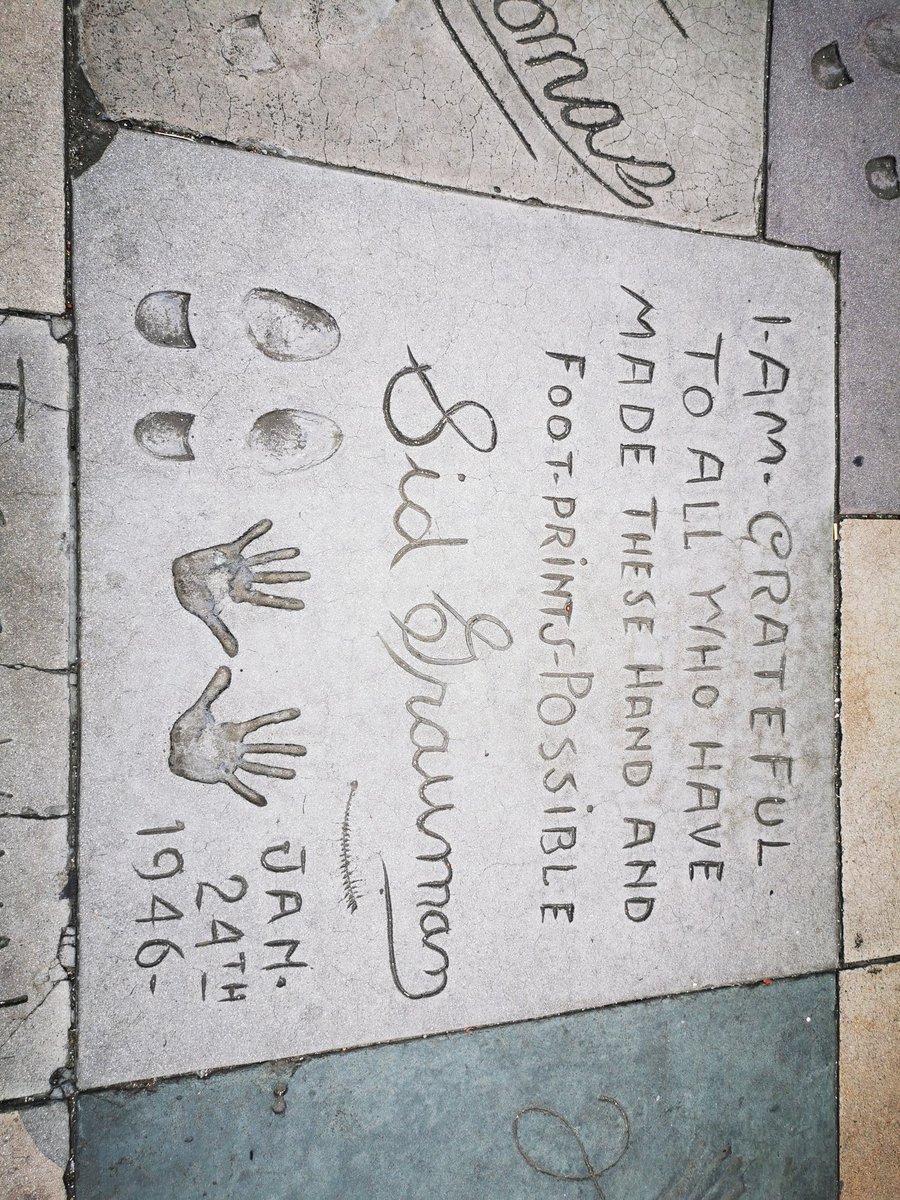 I-AM-GRATEFUL
TO ALL WHO HAVE
MADE THESE HAND AND
FOOT-PRINTS-POSSIBLE
Sid Grauman
JAN.
24TH
1946-